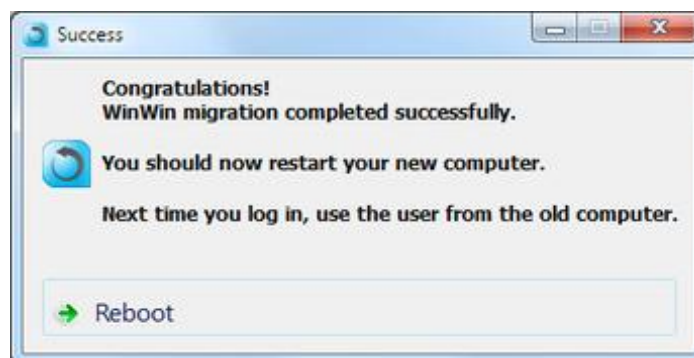 Success
Congratulations!
WinWin migration completed successfully.
You should now restart your new computer.
Next time you log in, use the user from the old computer.
Reboot